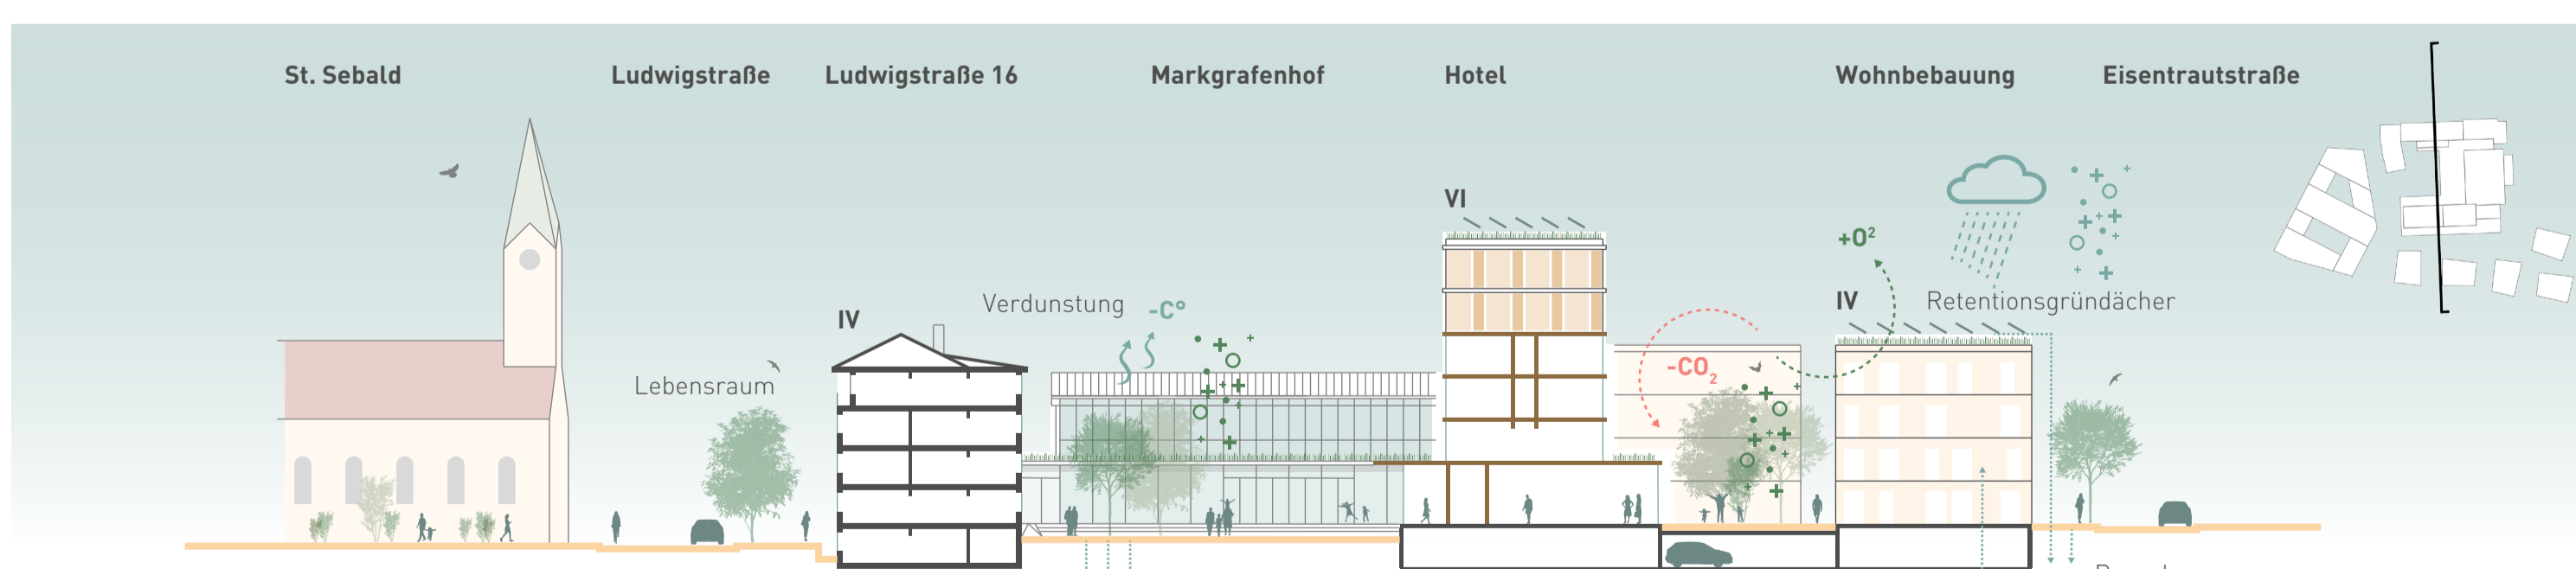 St. Sebald
Ludwigstraße
Ludwigstraße 16
Markgrafenhof
Hotel
Wohnbebauung
Eisentrautstraße
VI
+O²
IV
Retentionsgründächer
Verdunstung
-C°
IV
Lebensraum
-CO₂